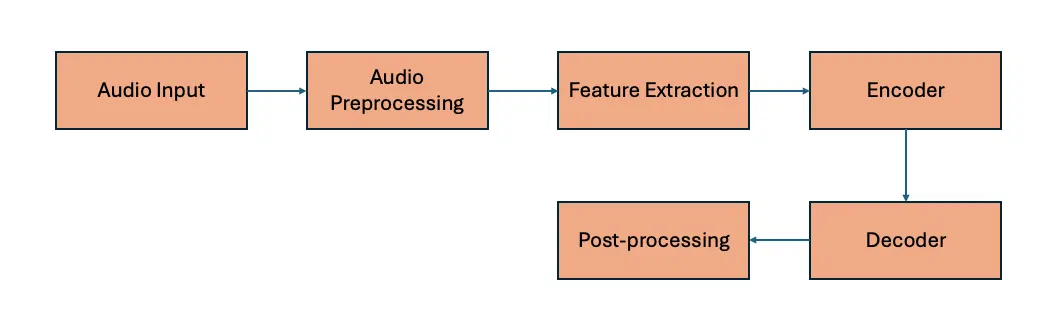 Audio Input
Audio
Preprocessing
Feature Extraction
Encoder
Decoder
Post-processing